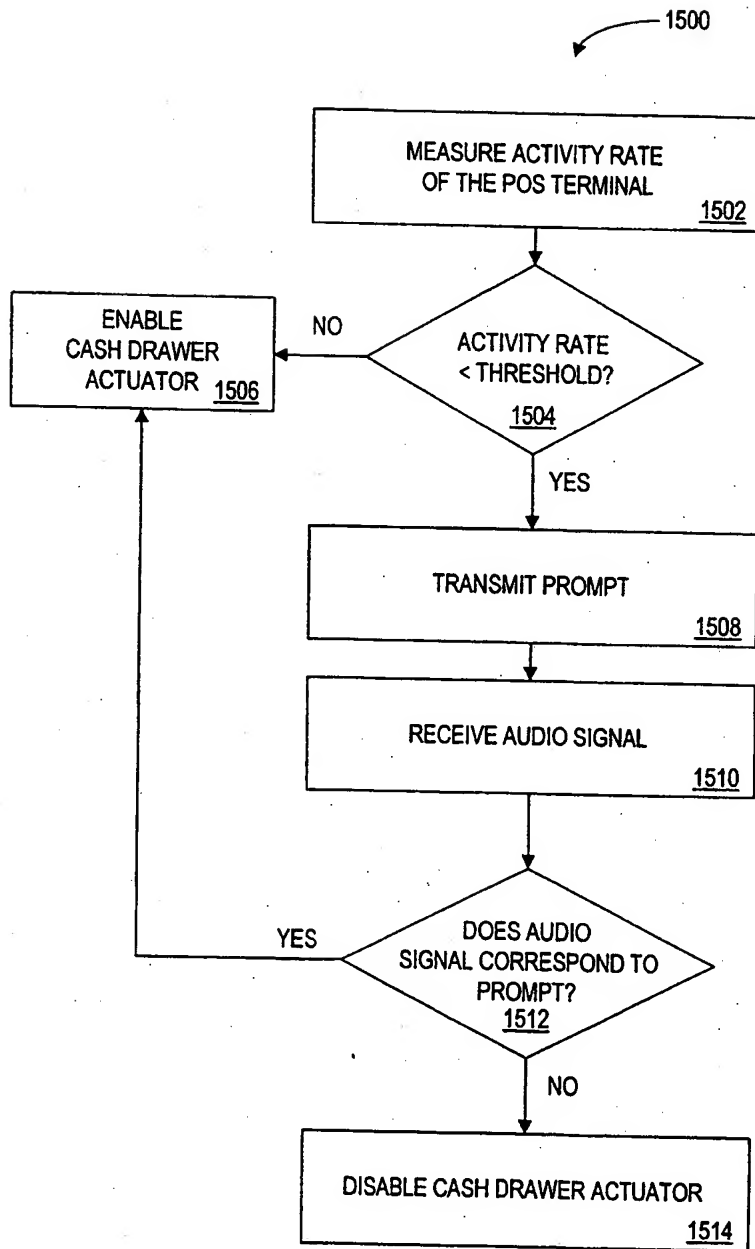 1500
MEASURE ACTIVITY RATE
OF THE POS TERMINAL
1502
ENABLE
CASH DRAWER
ACTUATOR
1506
NO
ACTIVITY RATE
< THRESHOLD?
1504
YES
TRANSMIT PROMPT
1508
RECEIVE AUDIO SIGNAL
1510
YES
DOES AUDIO
SIGNAL CORRESPOND TO
PROMPT?
1512
NO
DISABLE CASH DRAWER ACTUATOR
1514